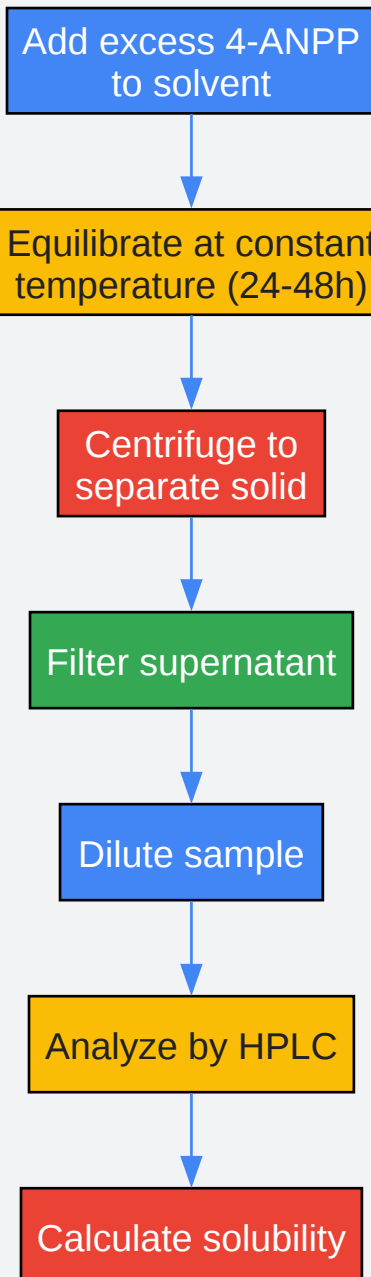 Add excess 4-ANPP
to solvent
Equilibrate at constant
temperature (24-48h)
Centrifuge to
separate solid
Filter supernatant
Dilute sample
Analyze by HPLC
Calculate solubility